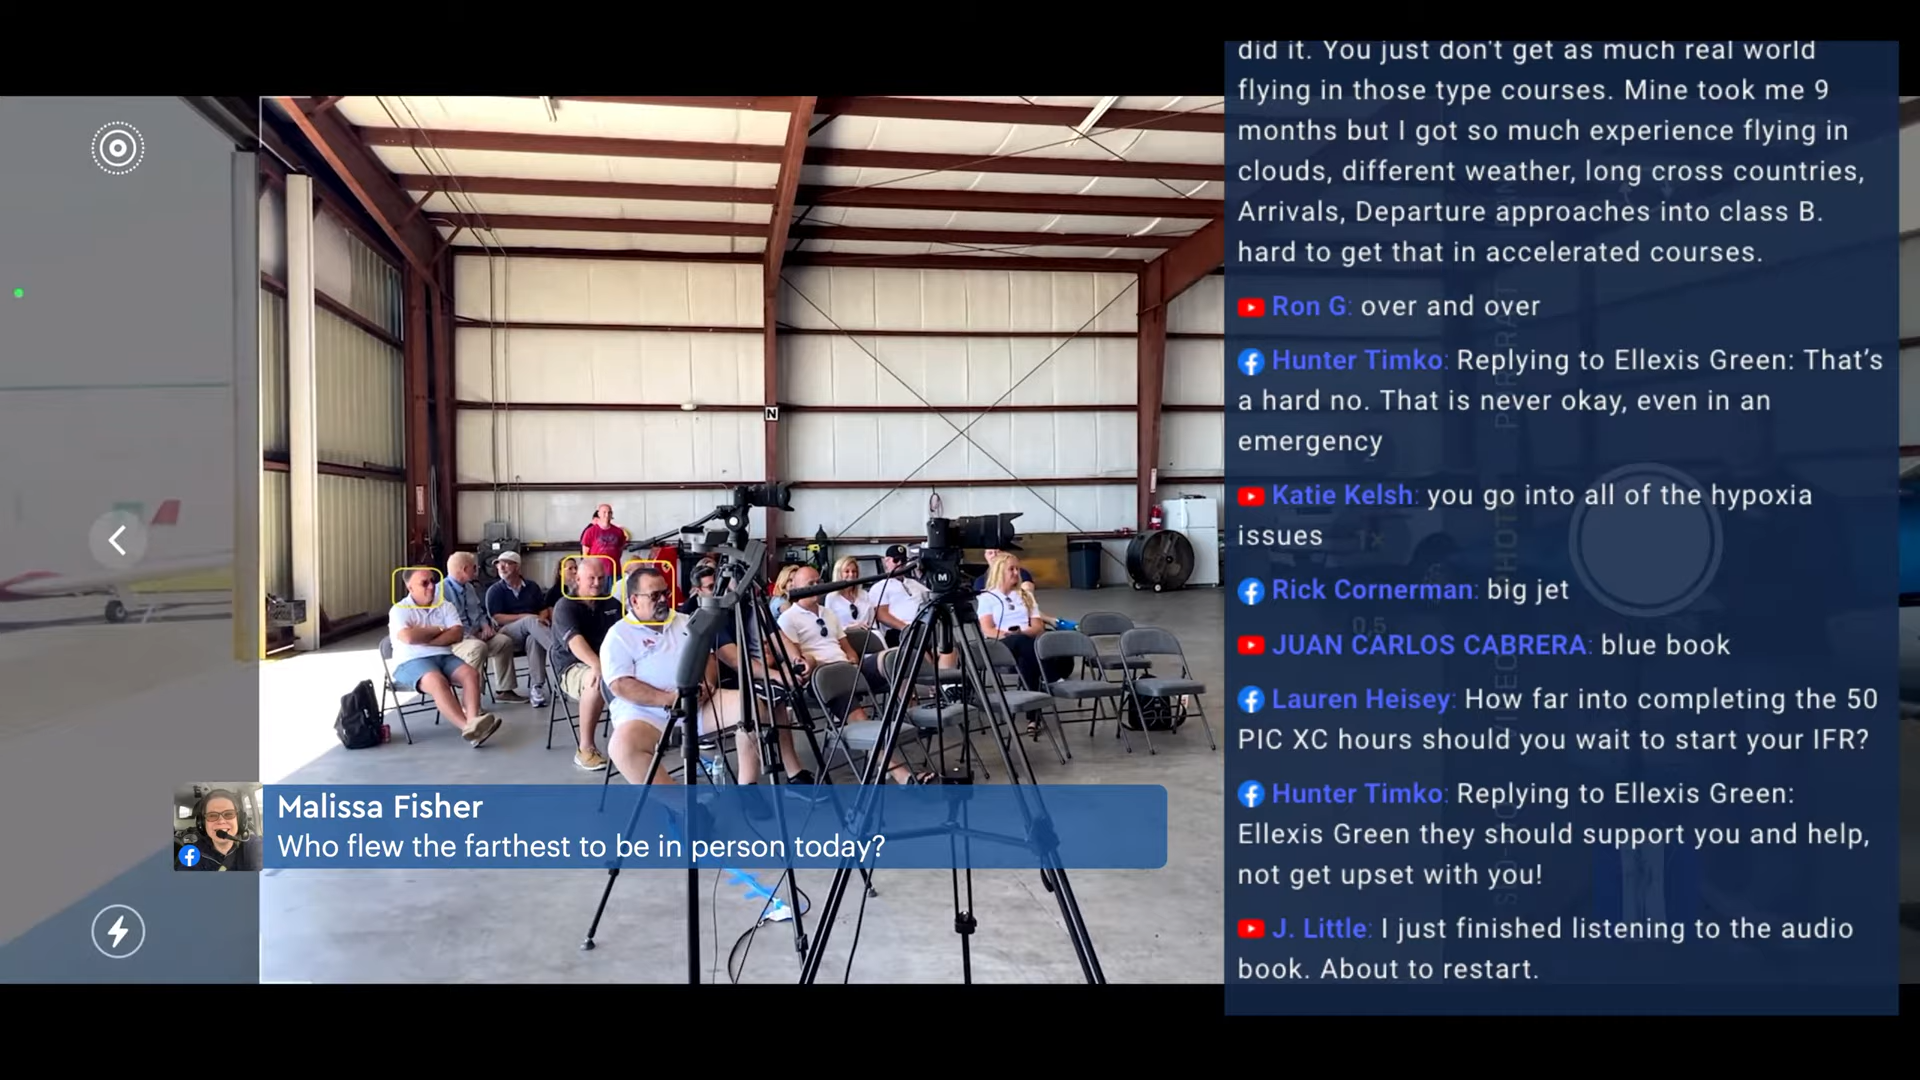 did it. You just don't get as much real world
flying in those type courses. Mine took me 9
months but I got so much experience flying in
clouds, different weather, long cross countries,
Arrivals, Departure approaches into class B.
hard to get that in accelerated courses.
Ron G: over and over
Hunter Timko: Replying to Ellexis Green: That’s
a hard no. That is never okay, even in an
emergency
Katie Kelsh: you go into all of the hypoxia
issues
Rick Cornerman: big jet
JUAN CARLOS CABRERA: blue book
Lauren Heisey: How far into completing the 50
PIC XC hours should you wait to start your IFR?
Hunter Timko: Replying to Ellexis Green:
Ellexis Green they should support you and help,
not get upset with you!
J. Little: I just finished listening to the audio
book. About to restart.
N
M
Malissa Fisher
Who flew the farthest to be in person today?
1x
0,5